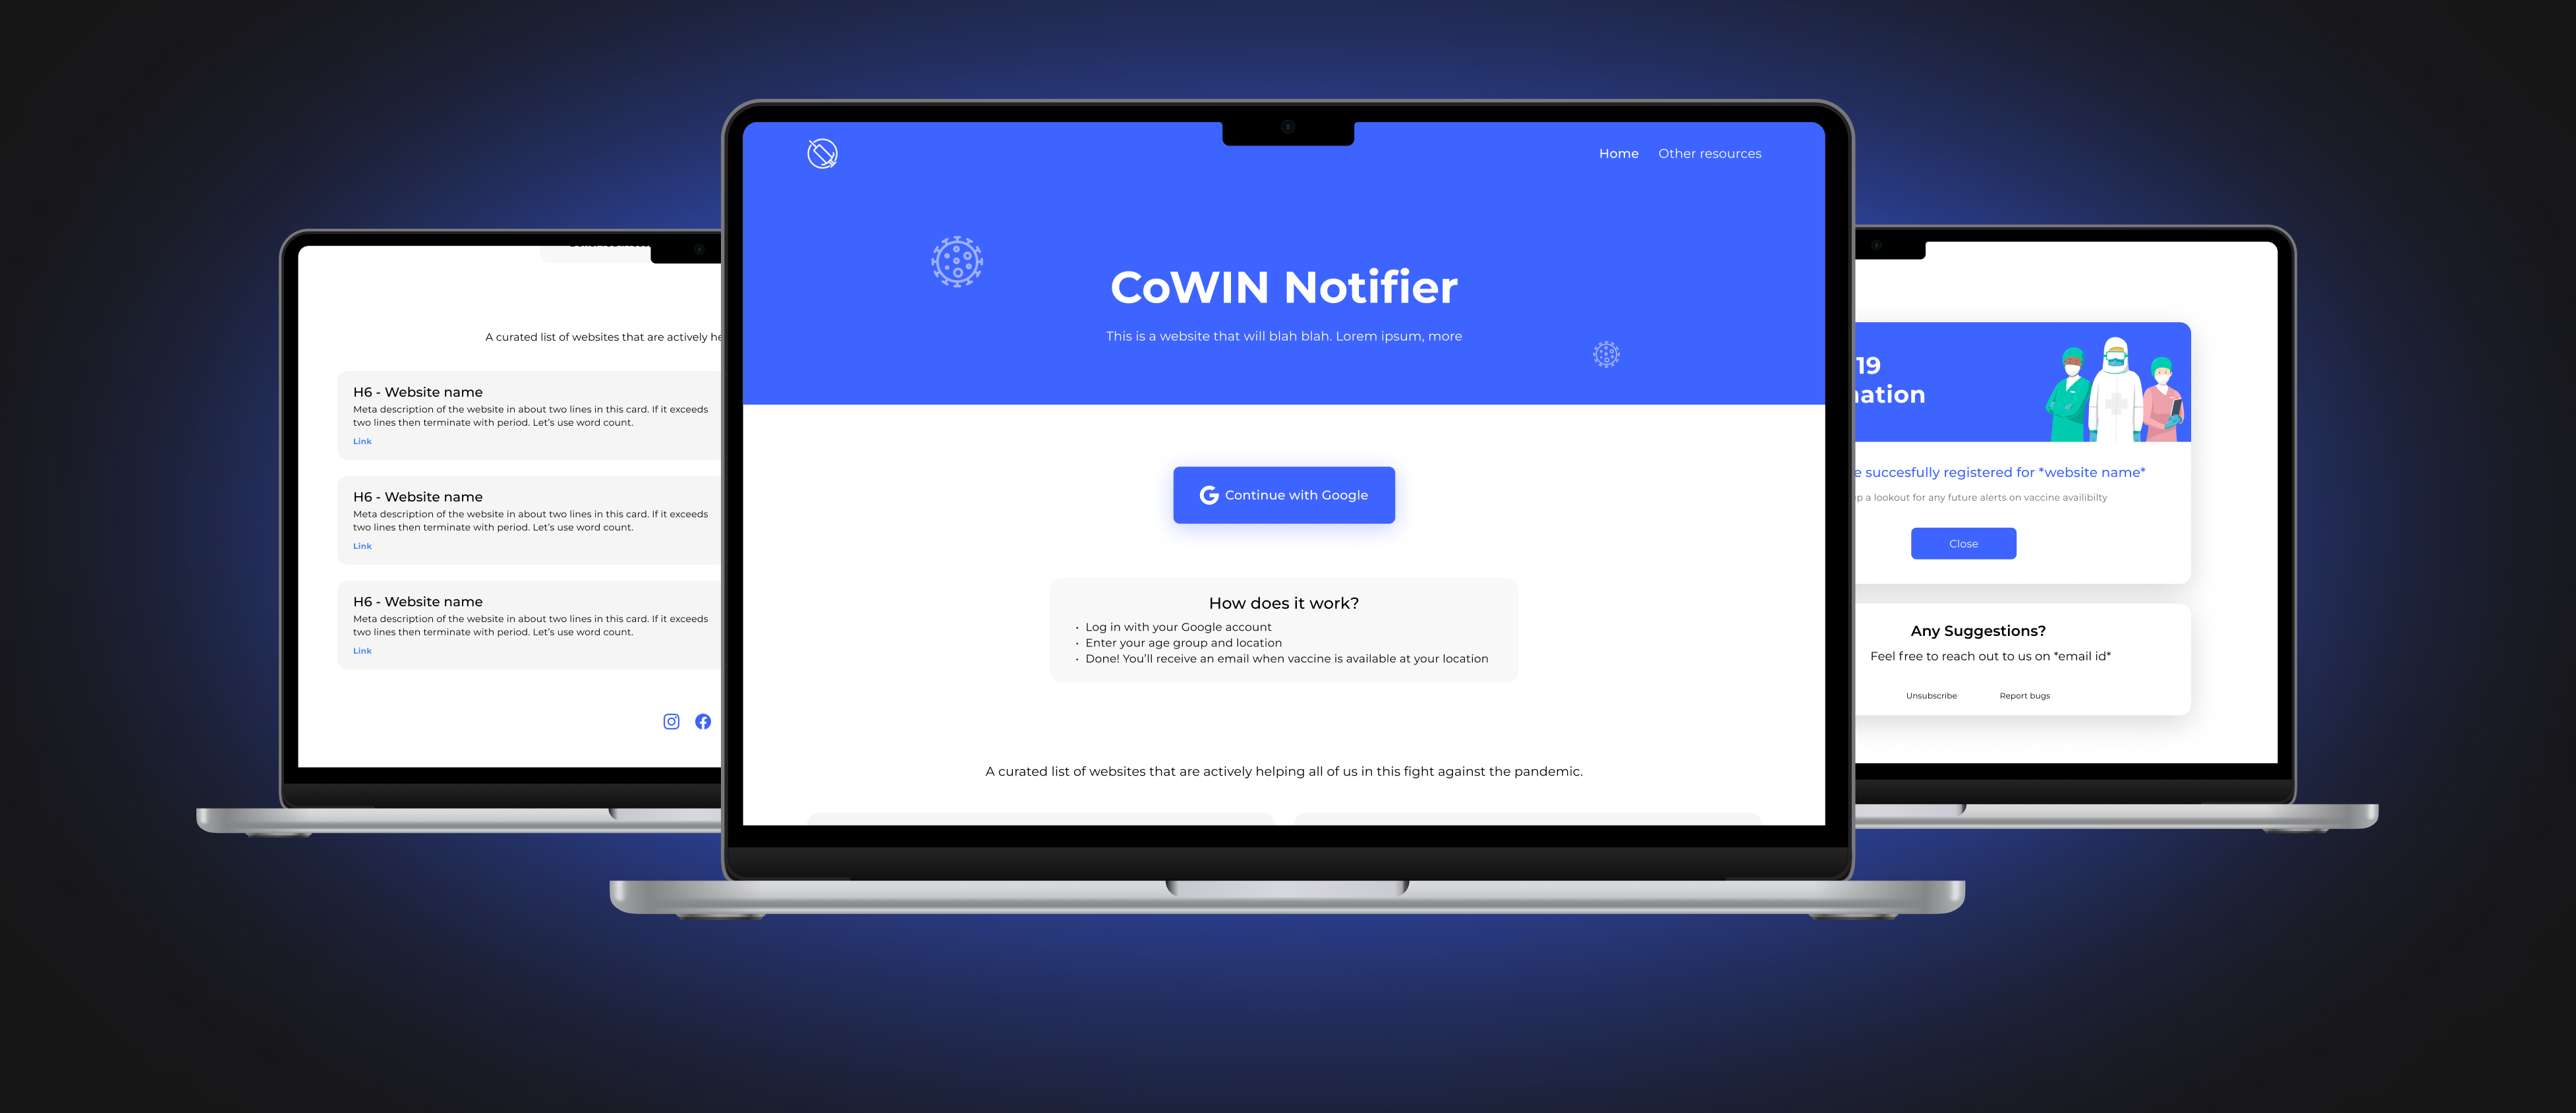 A curated list of websites that are actively he
H6 - Website name
Meta description of the website in about two lines in this card. If it exceeds
two lines then terminate with period. Let's use word count.
Link
H6 - Website name
Meta description of the website in about two lines in this card. If it exceeds
two lines then terminate with period. Let's use word count.
Link
H6 - Website name
Meta description of the website in about two lines in this card. If it exceeds
two lines then terminate with period. Let's use word count.
Link
Home Other resources
CoWIN Notifier
This is a website that will blah blah. Lorem ipsum, more
Continue with Google
How does it work?
• Log in with your Google account
• Enter your age group and location
• Done! You'll receive an email when vaccine is available at your location
A curated list of websites that are actively helping all of us in this fight against the pandemic.
19
nation
e succesfully registered for *website name*
p a lookout for any future alerts on vaccine availibilty
Close
Any Suggestions?
Feel free to reach out to us on *email id*
Unsubscribe Report bugs